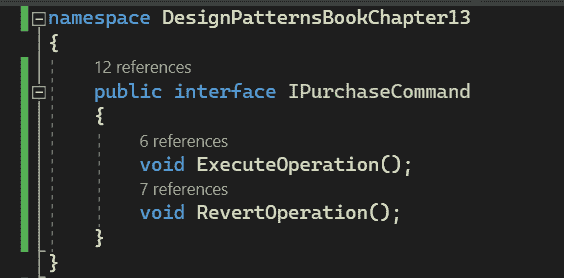 namespace DesignPatternsBookChapter13
{
12 references
public interface IPurchaseCommand
{
6 references
void ExecuteOperation();
7 references
void RevertOperation();
}
}